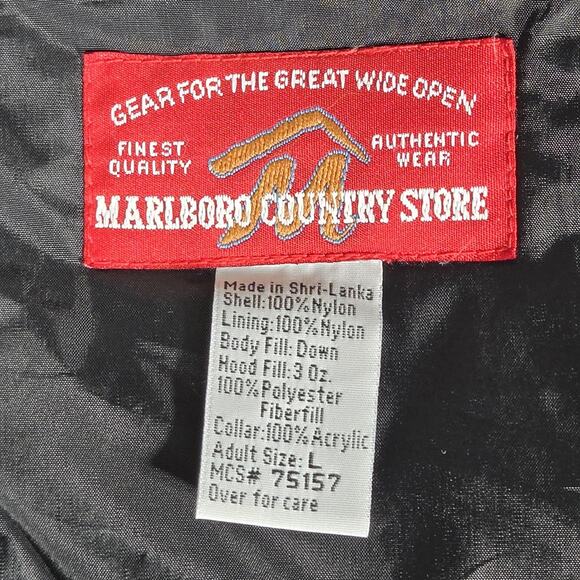 GEAR FOR THE GREAT WIDE OPEN
FINEST QUALITY
AUTHENTIC WEAR
MARLBORO COUNTRY STORE
Made in Shri-Lanka
Shell:100%Nylon
Lining:100%Nylon
Body Fill: Down
Hood Fill:3 Oz.
100%Polyester
Fiberfill
Collar:100%Acrylic
Adult Size: L
MCS# 75157
Over for care